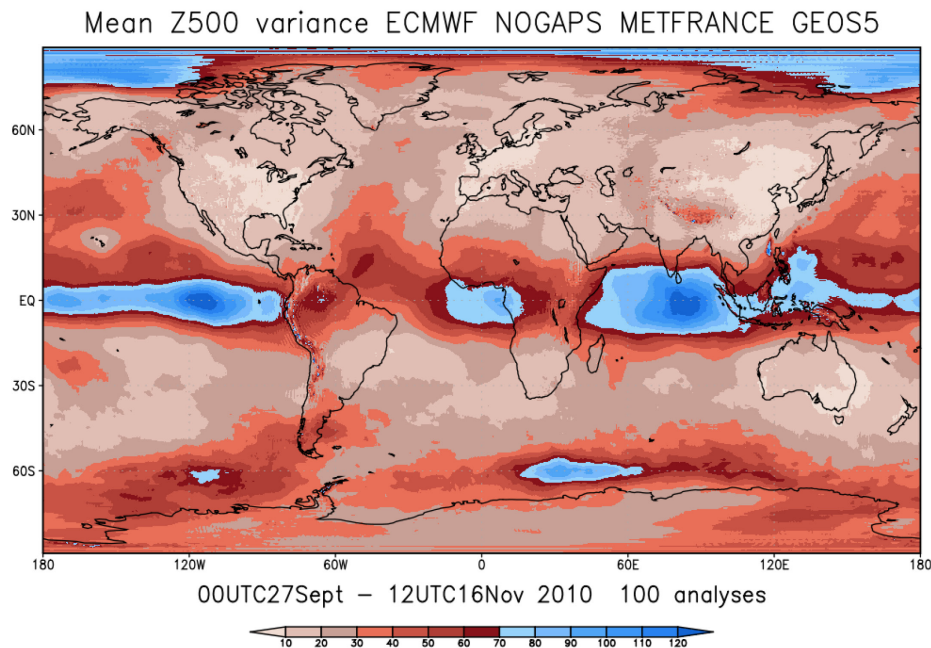 Mean Z500 variance ECMWF NOGAPS METFRANCE GEOS5
60N
30N
EQ
30S
60S
180 120W 60W 0 60E 120E 180
00UTC27Sept – 12UTC16Nov 2010 100 analyses
10 20 30 40 50 60 70 80 90 100 110 120